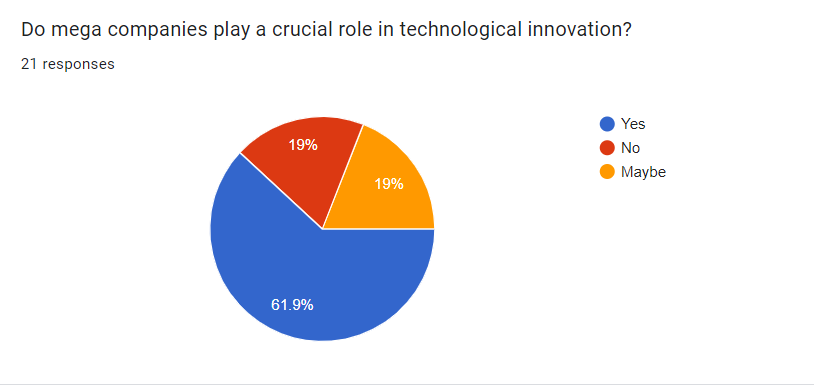 Do mega companies play a crucial role in technological innovation?
21 responses
Yes
No
Maybe
19%
19%
61.9%